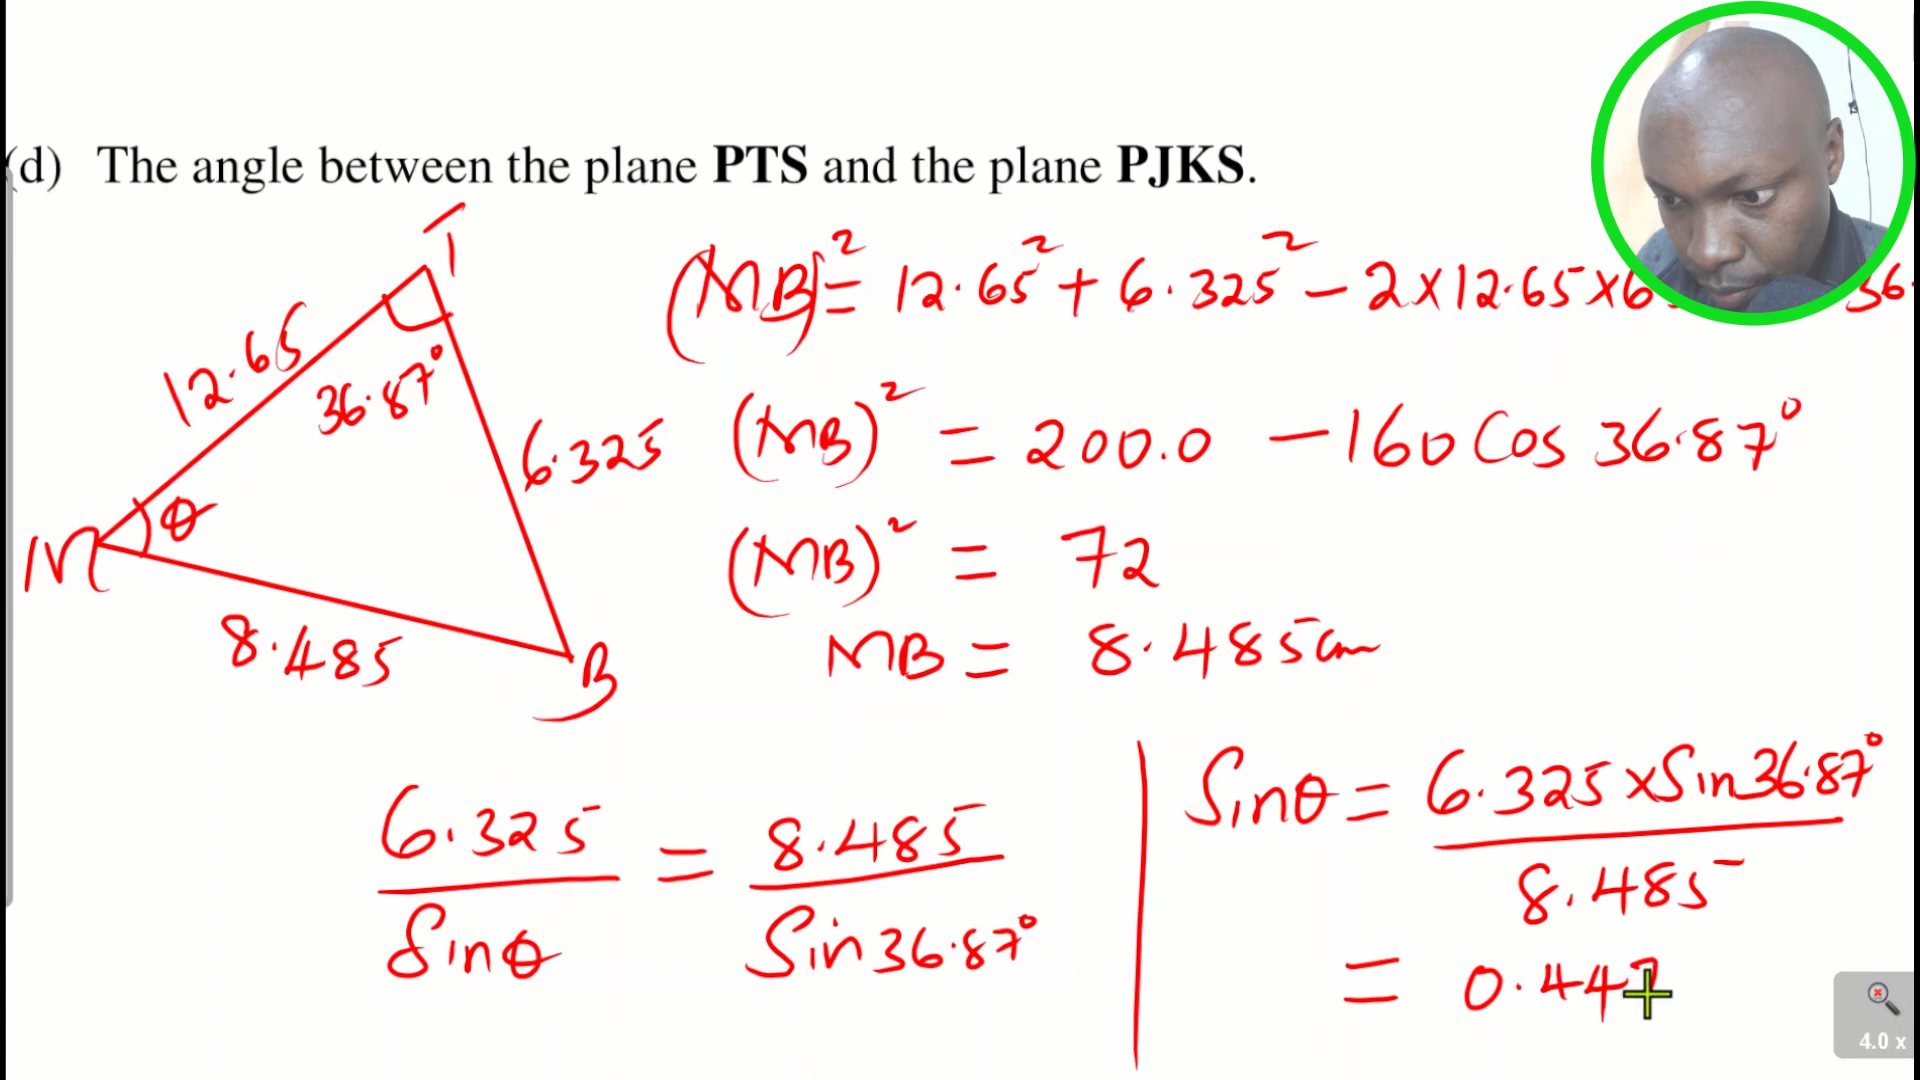 (d) The angle between the plane PTS and the plane PJKS.
T
12.65
36.87°
6.325
M
θ
8.485
B
(MB)² = 12.65² + 6.325² - 2×12.65×6 36.
(MB)² = 200.0 - 160 Cos 36.87°
(MB)² = 72
MB = 8.485cm
6.325 / Sinθ = 8.485 / Sin 36.87°
Sinθ = 6.325 × Sin36.87° / 8.485
= 0.447
4.0 x